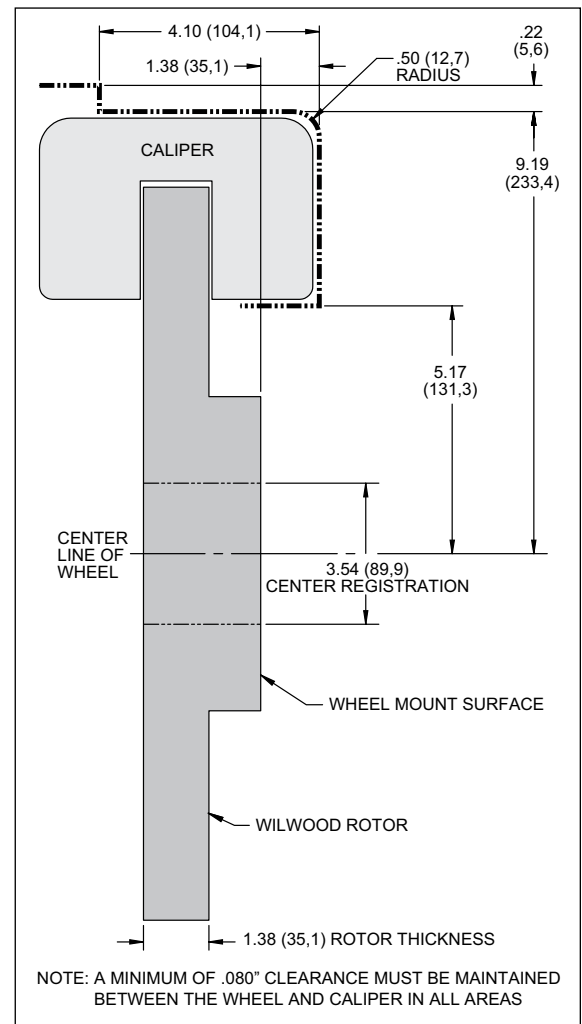 4.10 (104,1)
.22
(5,6)
1.38 (35,1)
.50 (12,7)
RADIUS
CALIPER
9.19
(233,4)
5.17
(131,3)
CENTER
LINE OF
WHEEL
3.54 (89,9)
CENTER REGISTRATION
WHEEL MOUNT SURFACE
WILWOOD ROTOR
1.38 (35,1) ROTOR THICKNESS
NOTE: A MINIMUM OF .080" CLEARANCE MUST BE MAINTAINED
BETWEEN THE WHEEL AND CALIPER IN ALL AREAS